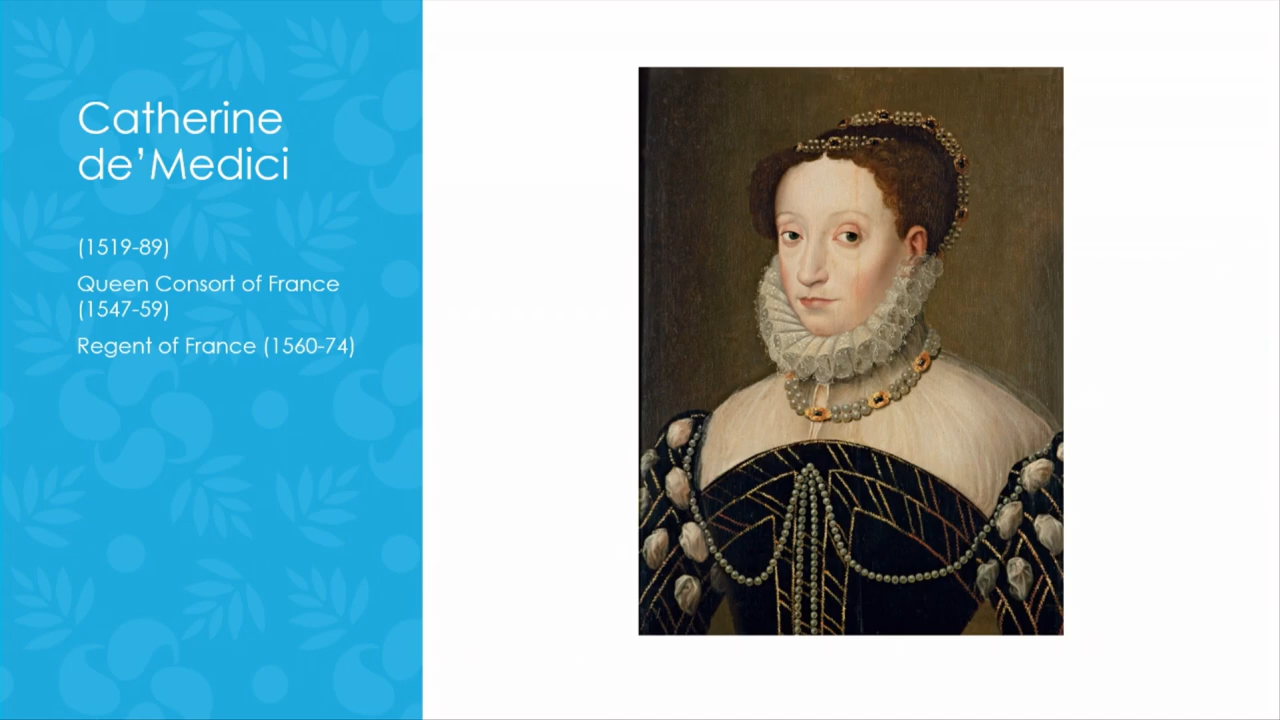 Catherine
de’Medici
(1519-89)
Queen Consort of France
(1547-59)
Regent of France (1560-74)